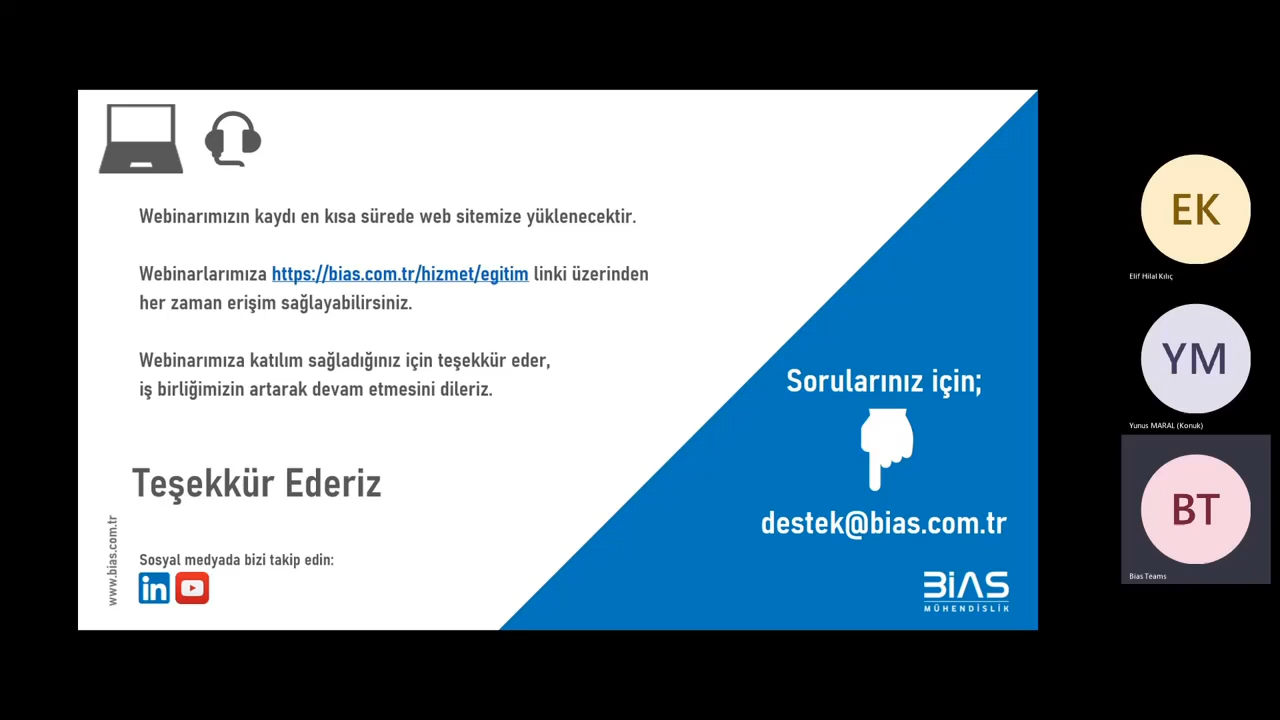 Webinarımızın kaydı en kısa sürede web sitemize yüklenecektir.
Webinarlarımıza https://bias.com.tr/hizmet/egitim linki üzerinden
her zaman erişim sağlayabilirsiniz.
Webinarımıza katılım sağladığınız için teşekkür eder,
iş birliğimizin artarak devam etmesini dileriz.
Teşekkür Ederiz
www.bias.com.tr
Sosyal medyada bizi takip edin:
in
Sorularınız için;
destek@bias.com.tr
BİAS
MÜHENDİSLİK
EK
Elif Hilal Kılıç
YM
Yunus MARAL (Konuk)
BT
Bias Teams